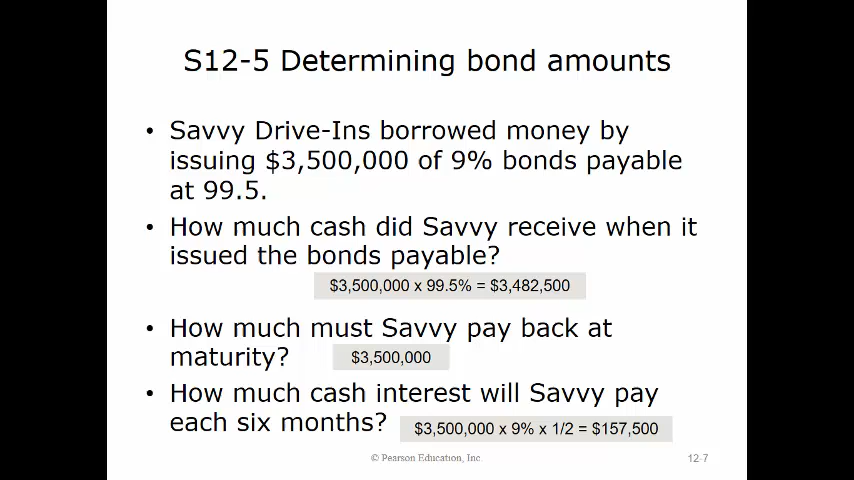 S12-5 Determining bond amounts
• Savvy Drive-Ins borrowed money by
issuing $3,500,000 of 9% bonds payable
at 99.5.
• How much cash did Savvy receive when it
issued the bonds payable?
$3,500,000 x 99.5% = $3,482,500
• How much must Savvy pay back at
maturity? $3,500,000
• How much cash interest will Savvy pay
each six months? $3,500,000 x 9% x 1/2 = $157,500
© Pearson Education, Inc. 12-7